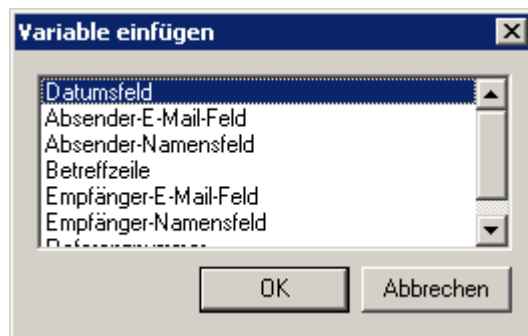 Variable einfügen
Datumsfeld
Absender-E-Mail-Feld
Absender-Namensfeld
Betreffzeile
Empfänger-E-Mail-Feld
Empfänger-Namensfeld
OK
Abbrechen